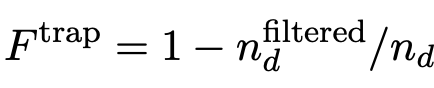 F^{trap} = 1 − n_d^{filtered}/n_d